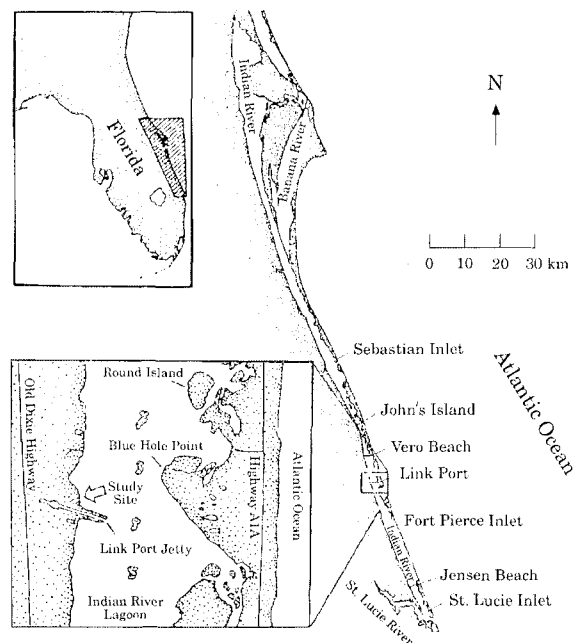 Florida
Indian River
Banana River
N
0 10 20 30 km
Sebastian Inlet
Atlantic Ocean
John's Island
Vero Beach
Link Port
Fort Pierce Inlet
Indian River
Jensen Beach
St. Lucie Inlet
St. Lucie River
Round Island
Old Dixie Highway
Blue Hole Point
Highway A1A
Atlantic Ocean
Study
Site
Link Port Jetty
Indian River
Lagoon